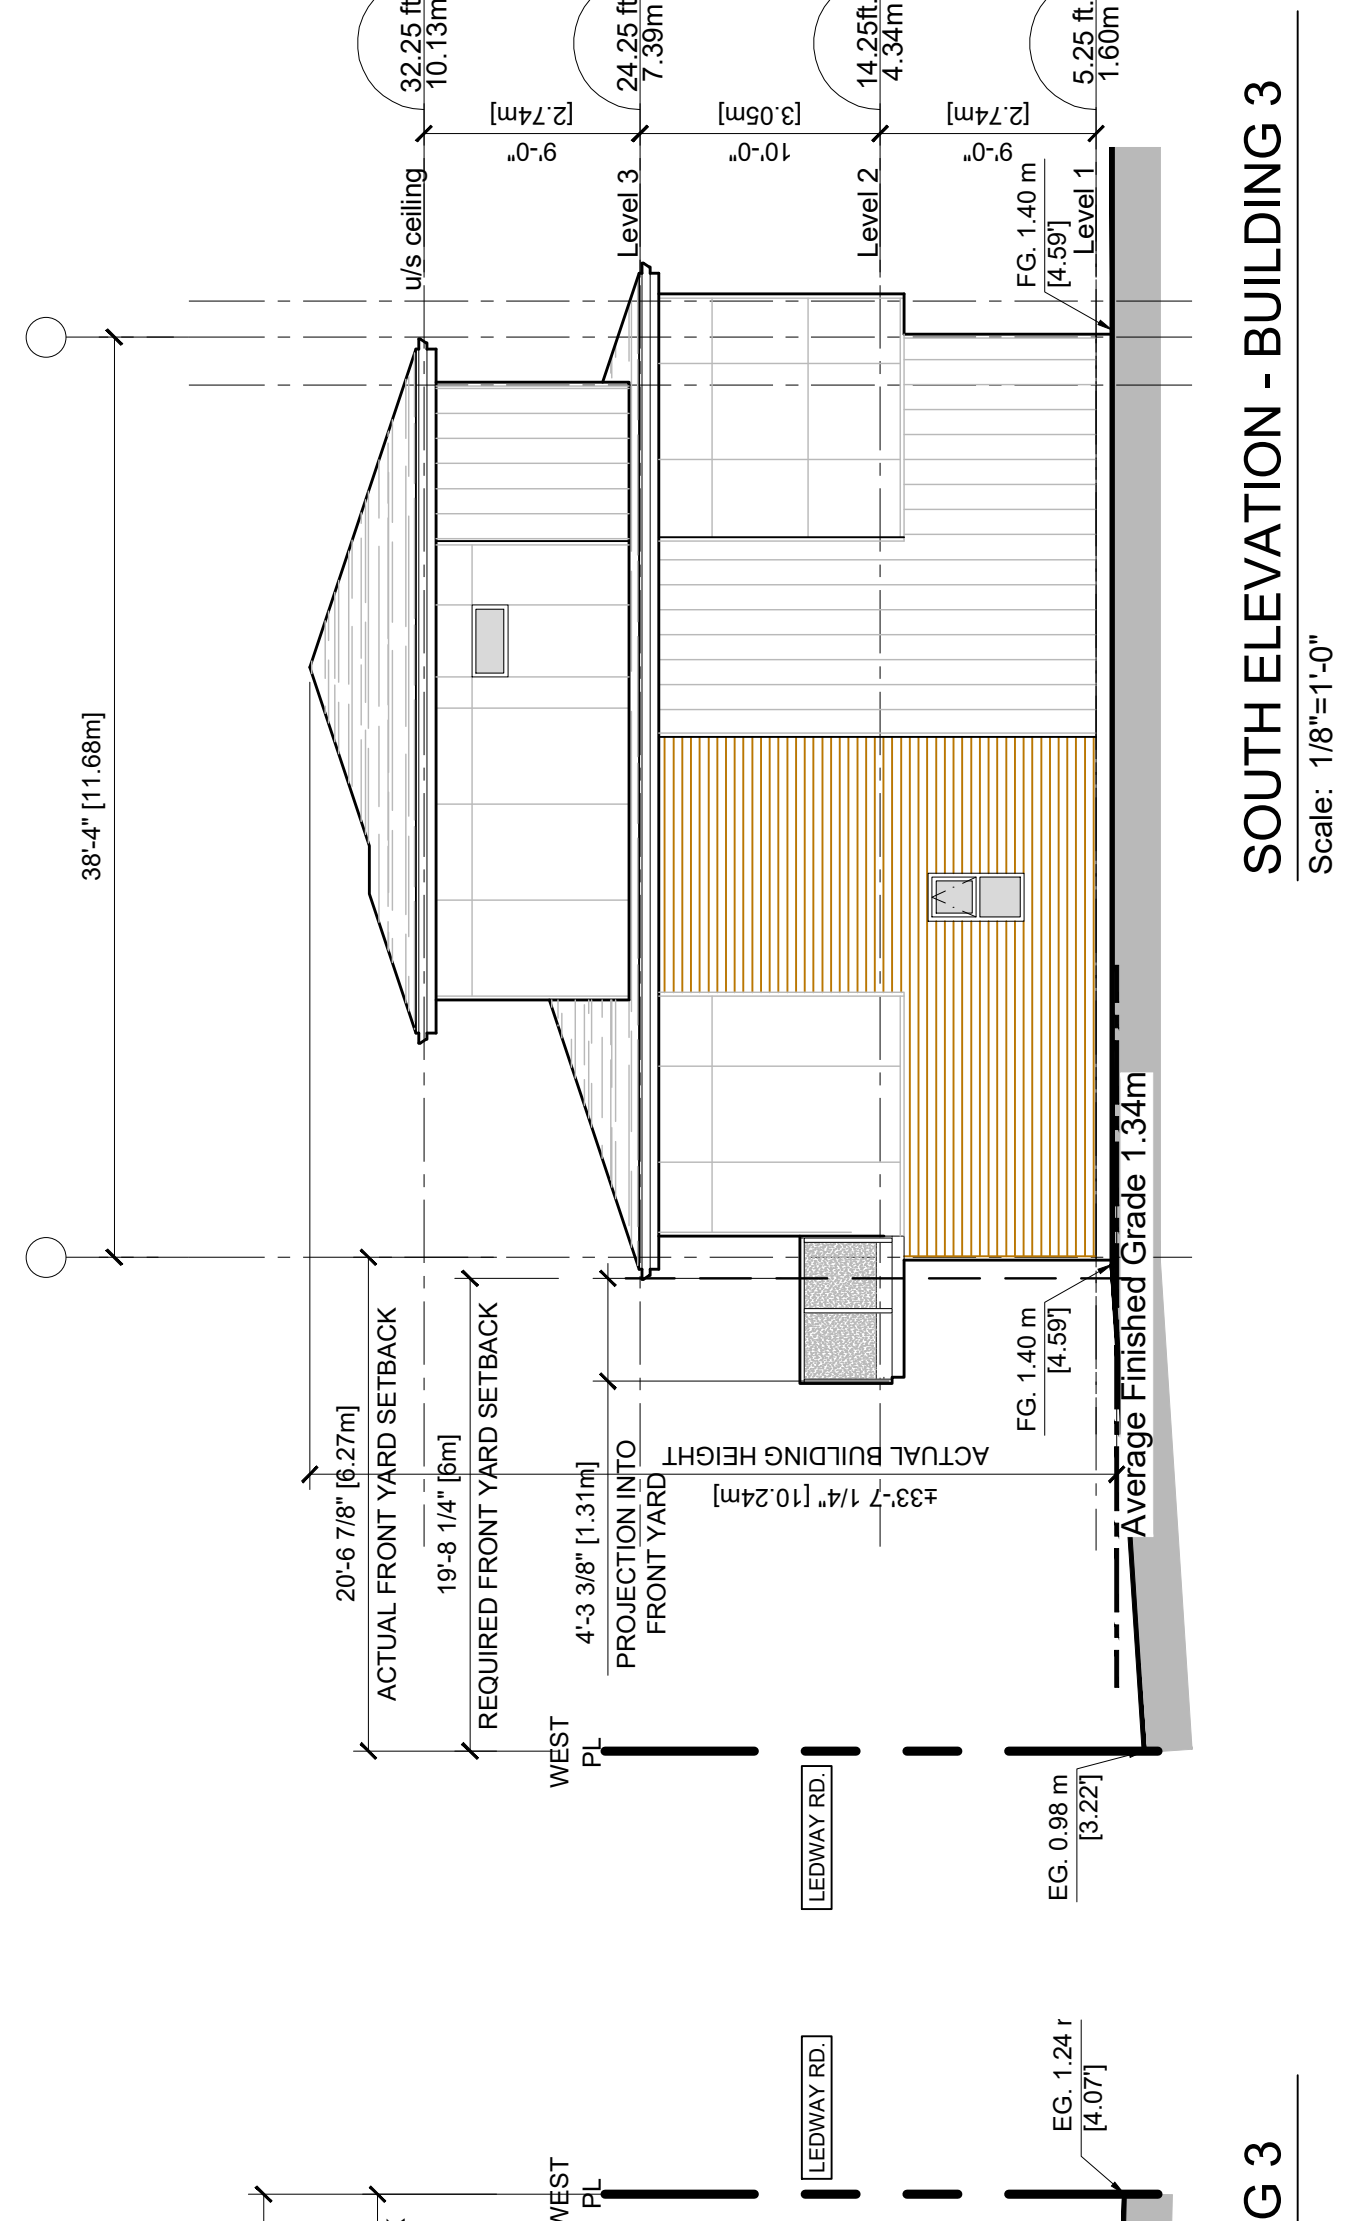 38'-4" [11.68m]
20'-6 7/8" [6.27m]
ACTUAL FRONT YARD SETBACK
19'-8 1/4" [6m]
REQUIRED FRONT YARD SETBACK
4'-3 3/8" [1.31m]
PROJECTION INTO
FRONT YARD
WEST
PL
LEDWAY RD.
EG. 0.98 m
[3.22']
±33'-7 1/4" [10.24m]
ACTUAL BUILDING HEIGHT
FG. 1.40 m
[4.59']
Average Finished Grade 1.34m
FG. 1.40 m
[4.59']
u/s ceiling
32.25 ft
10.13m
9'-0"
[2.74m]
Level 3
24.25 ft
7.39m
10'-0"
[3.05m]
Level 2
14.25ft.
4.34m
9'-0"
[2.74m]
Level 1
5.25 ft.
1.60m
SOUTH ELEVATION - BUILDING 3
Scale: 1/8"=1'-0"
WEST
PL
LEDWAY RD.
EG. 1.24 r
[4.07']
G 3